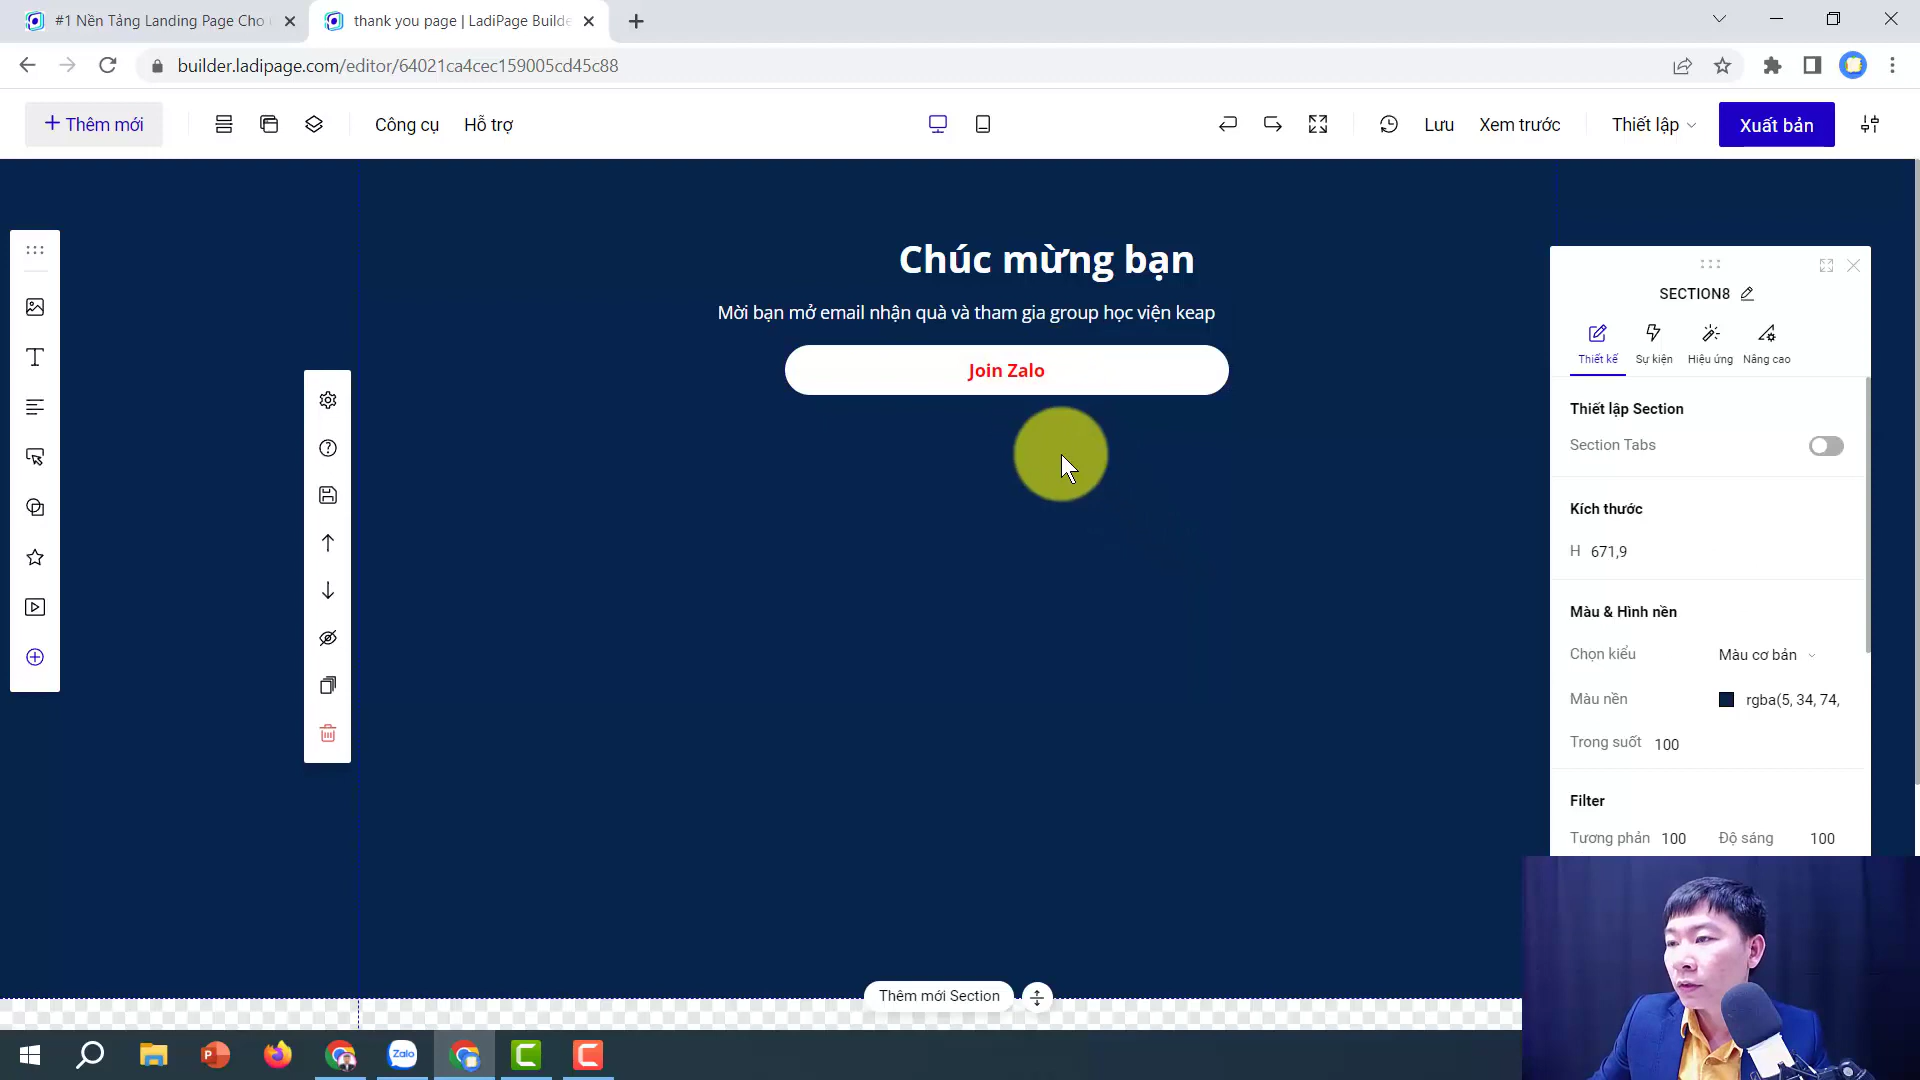 #1 Nền Tảng Landing Page Cho
thank you page | LadiPage Builde
builder.ladipage.com/editor/64021ca4cec159005cd45c88
Thêm mới
Công cụ
Hỗ trợ
Lưu
Xem trước
Thiết lập
Xuất bản
Chúc mừng bạn
Mời bạn mở email nhận quà và tham gia group học viện keap
Join Zalo
SECTION8
Thiết kế
Sự kiện
Hiệu ứng
Nâng cao
Thiết lập Section
Section Tabs
Kích thước
H 671,9
Màu & Hình nền
Chọn kiểu Màu cơ bản
Màu nền rgba(5, 34, 74,
Trong suốt 100
Filter
Tương phản 100 Độ sáng 100
Thêm mới Section
Zalo